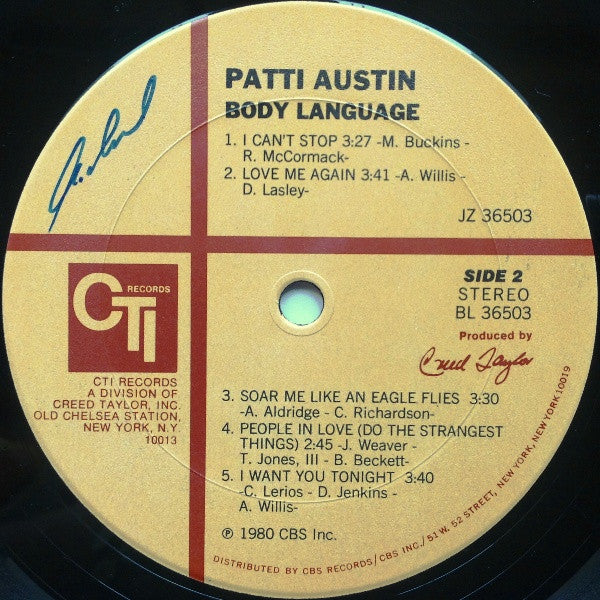 PATTI AUSTIN
BODY LANGUAGE
1. I CAN'T STOP 3:27 -M. Buckins -
R. McCormack-
2. LOVE ME AGAIN 3:41 -A. Willis -
D. Lasley-
JZ 36503
CTI RECORDS
SIDE 2
STEREO
BL 36503
Produced by
Creed Taylor
CTI RECORDS
A DIVISION OF
CREED TAYLOR, INC.
OLD CHELSEA STATION,
NEW YORK, N.Y.
10013
3. SOAR ME LIKE AN EAGLE FLIES 3:30
-A. Aldridge - C. Richardson-
4. PEOPLE IN LOVE (DO THE STRANGEST
THINGS) 2:45 -J. Weaver -
T. Jones, III - B. Beckett-
5. I WANT YOU TONIGHT 3:40
-C. Lerios - D. Jenkins -
A. Willis-
℗ 1980 CBS Inc.
DISTRIBUTED BY CBS RECORDS/CBS INC./51 W. 52 STREET, NEW YORK, NEW YORK 10019